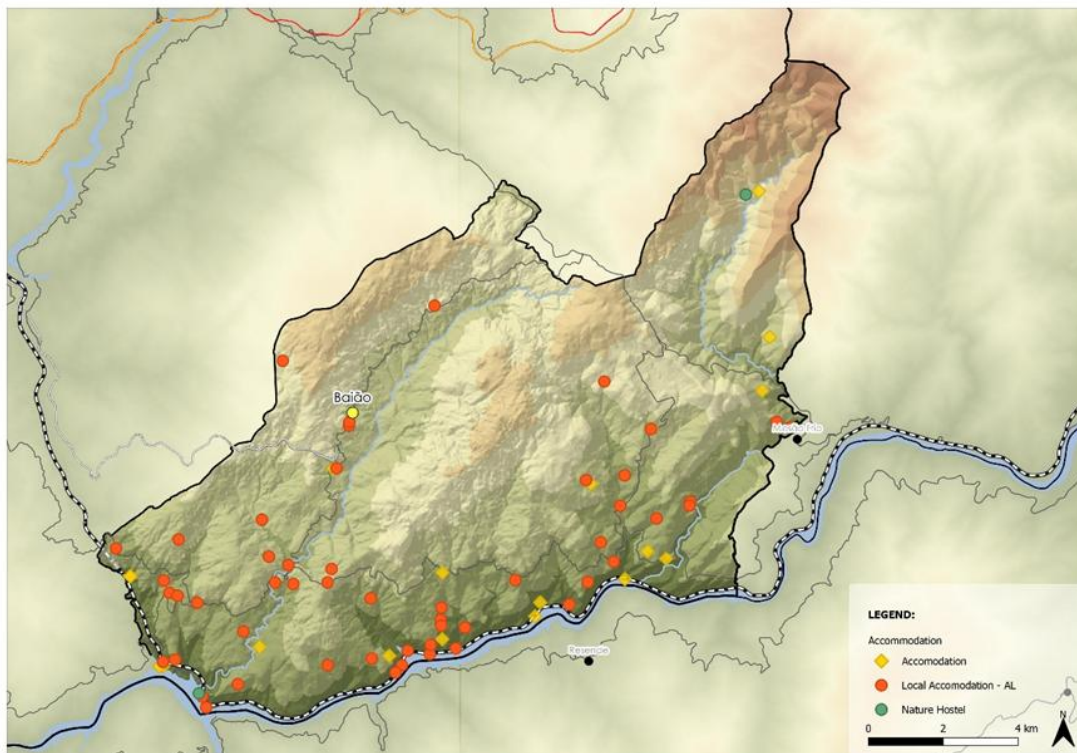 Baião
Mesão Frio
Resende
LEGEND:
Accommodation
Accomodation
Local Accomodation - AL
Nature Hostel
N
0 2 4 km